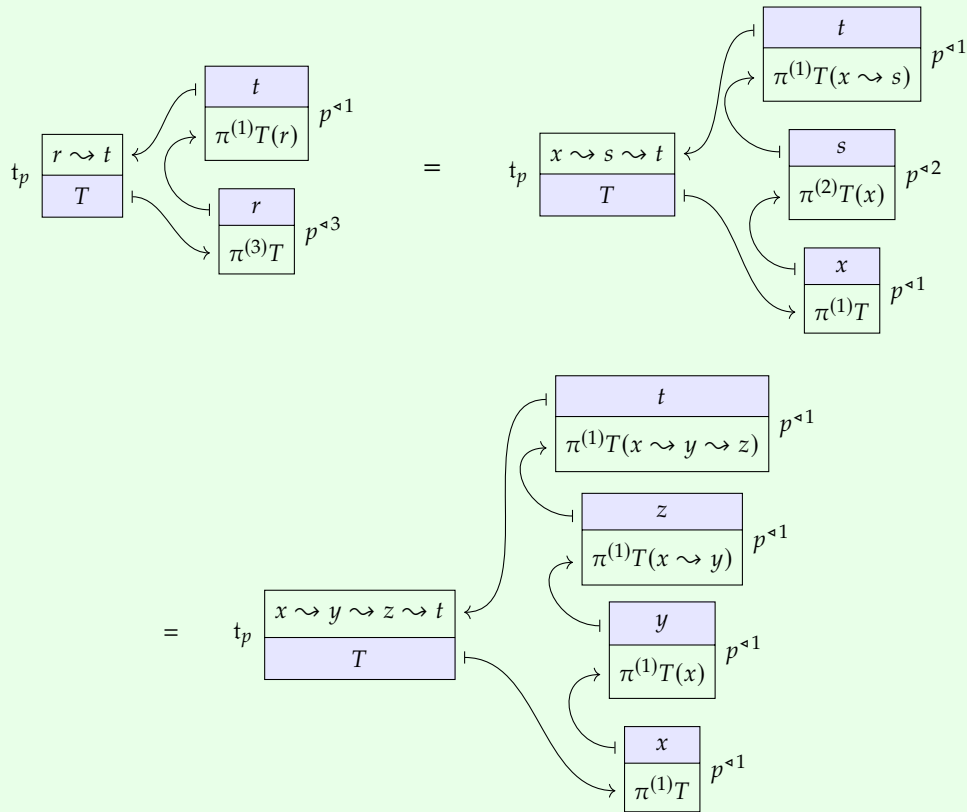 t
p^{◁1}
π^{(1)}T(r)
r ⇝ t
t_p
T
r
p^{◁3}
π^{(3)}T
=
t
p^{◁1}
π^{(1)}T(x ⇝ s)
x ⇝ s ⇝ t
t_p
T
s
p^{◁2}
π^{(2)}T(x)
x
p^{◁1}
π^{(1)}T
t
p^{◁1}
π^{(1)}T(x ⇝ y ⇝ z)
z
p^{◁1}
π^{(1)}T(x ⇝ y)
=
t_p
x ⇝ y ⇝ z ⇝ t
T
y
p^{◁1}
π^{(1)}T(x)
x
p^{◁1}
π^{(1)}T